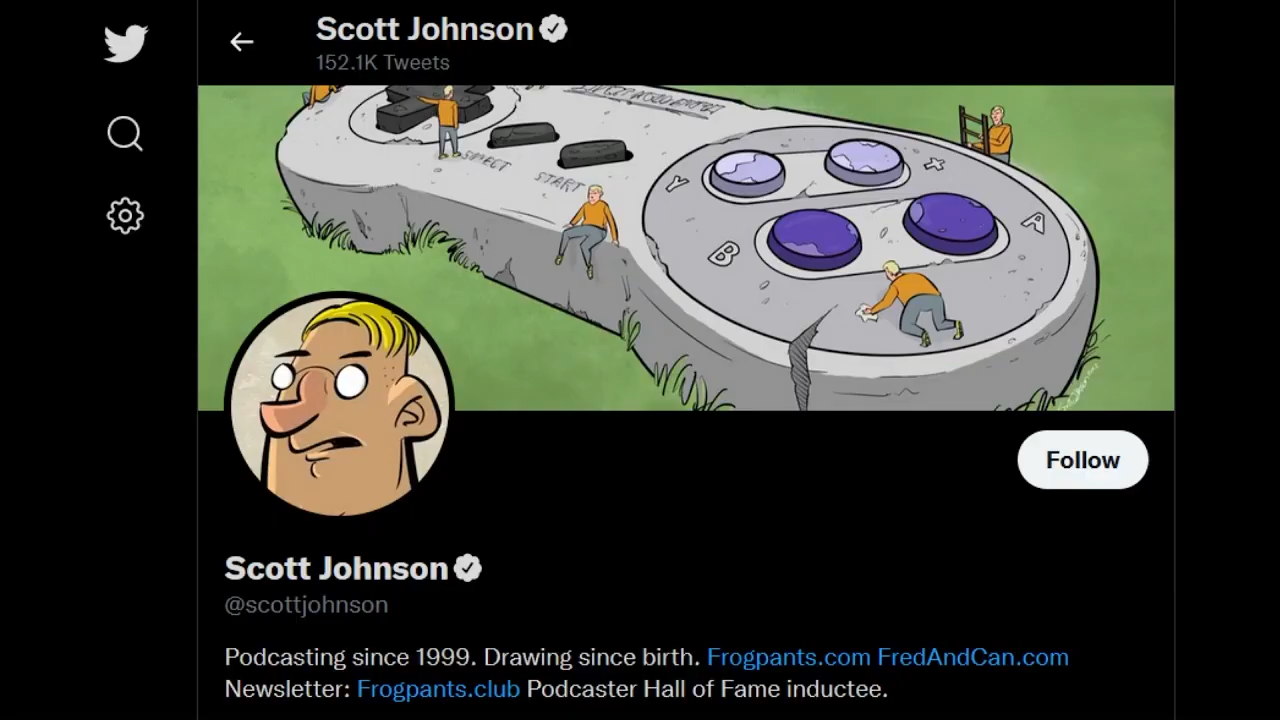 Scott Johnson
152.1K Tweets
SELECT
START
Y
X
B
A
Follow
Scott Johnson
@scottjohnson
Podcasting since 1999. Drawing since birth. Frogpants.com FredAndCan.com
Newsletter: Frogpants.club Podcaster Hall of Fame inductee.